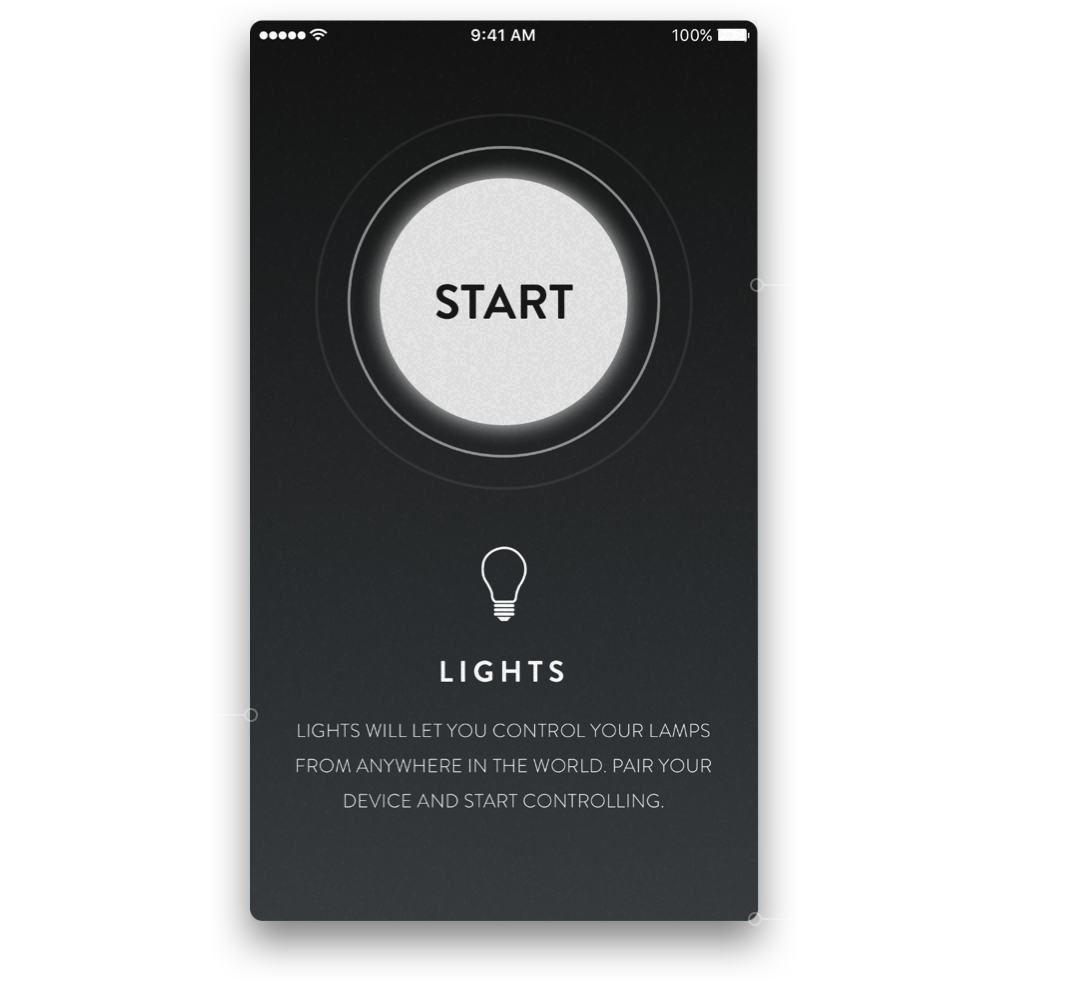 9:41 AM 100%
START
LIGHTS
LIGHTS WILL LET YOU CONTROL YOUR LAMPS
FROM ANYWHERE IN THE WORLD. PAIR YOUR
DEVICE AND START CONTROLLING.